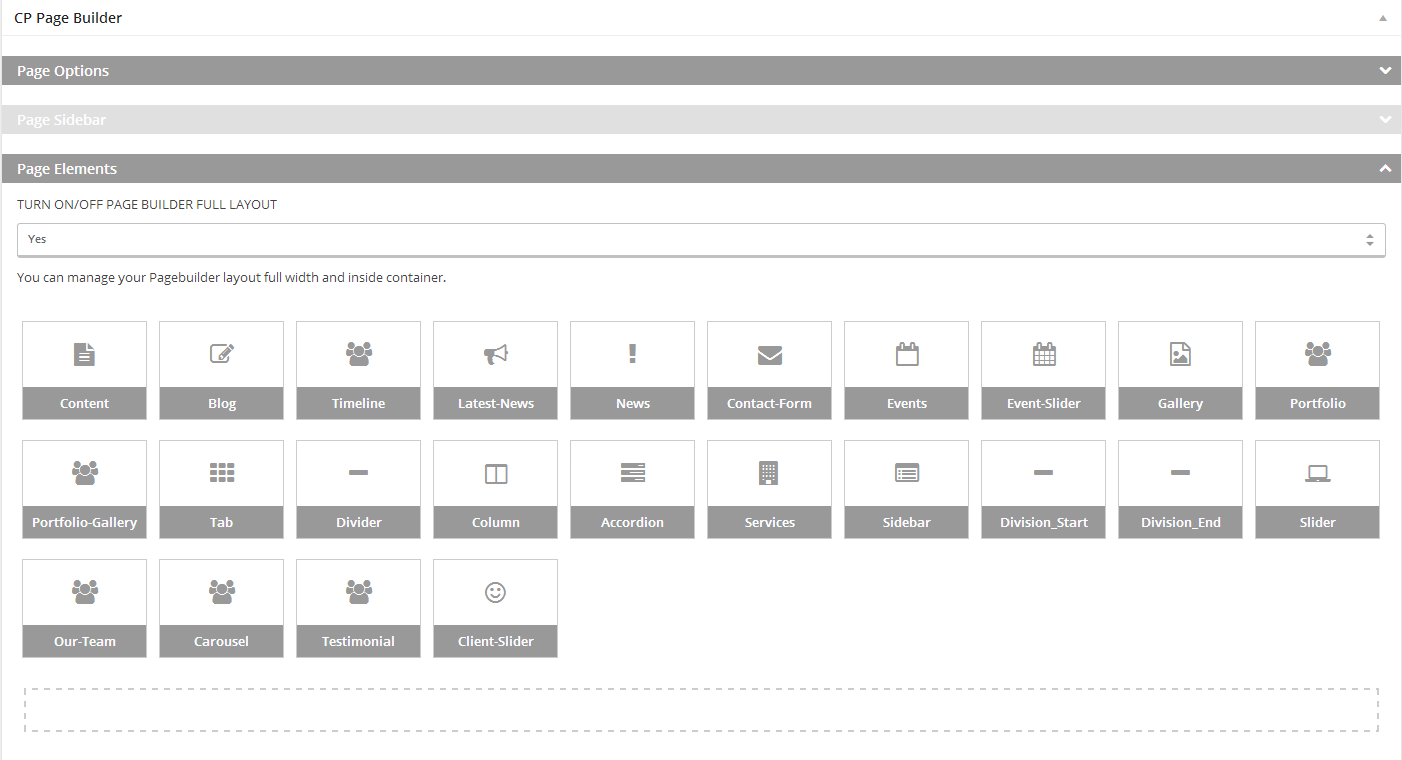 CP Page Builder
Page Options
Page Sidebar
Page Elements
TURN ON/OFF PAGE BUILDER FULL LAYOUT
Yes
You can manage your Pagebuilder layout full width and inside container.
Content Blog Timeline Latest-News News Contact-Form Events Event-Slider Gallery Portfolio
Portfolio-Gallery Tab Divider Column Accordion Services Sidebar Division_Start Division_End Slider
Our-Team Carousel Testimonial Client-Slider